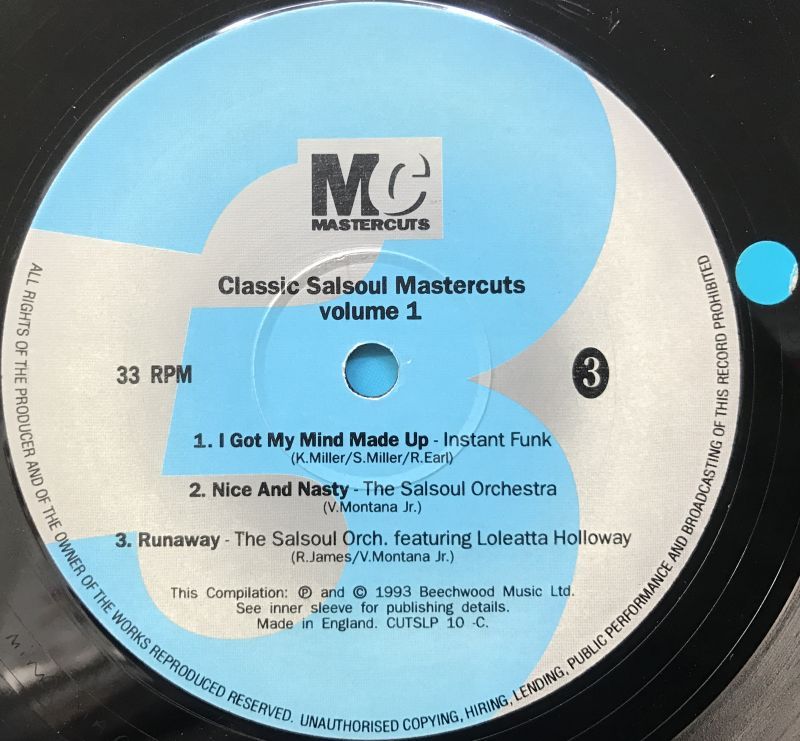 Mc
MASTERCUTS
Classic Salsoul Mastercuts
volume 1
33 RPM
3
1. I Got My Mind Made Up - Instant Funk
(K.Miller/S.Miller/R.Earl)
2. Nice And Nasty - The Salsoul Orchestra
(V.Montana Jr.)
3. Runaway - The Salsoul Orch. featuring Loleatta Holloway
(R.James/V.Montana Jr.)
This Compilation: ℗ and © 1993 Beechwood Music Ltd.
See inner sleeve for publishing details.
Made in England. CUTSLP 10 -C.
ALL RIGHTS OF THE PRODUCER AND OF THE OWNER OF THE WORKS REPRODUCED RESERVED. UNAUTHORISED COPYING, HIRING, LENDING, PUBLIC PERFORMANCE AND BROADCASTING OF THIS RECORD PROHIBITED